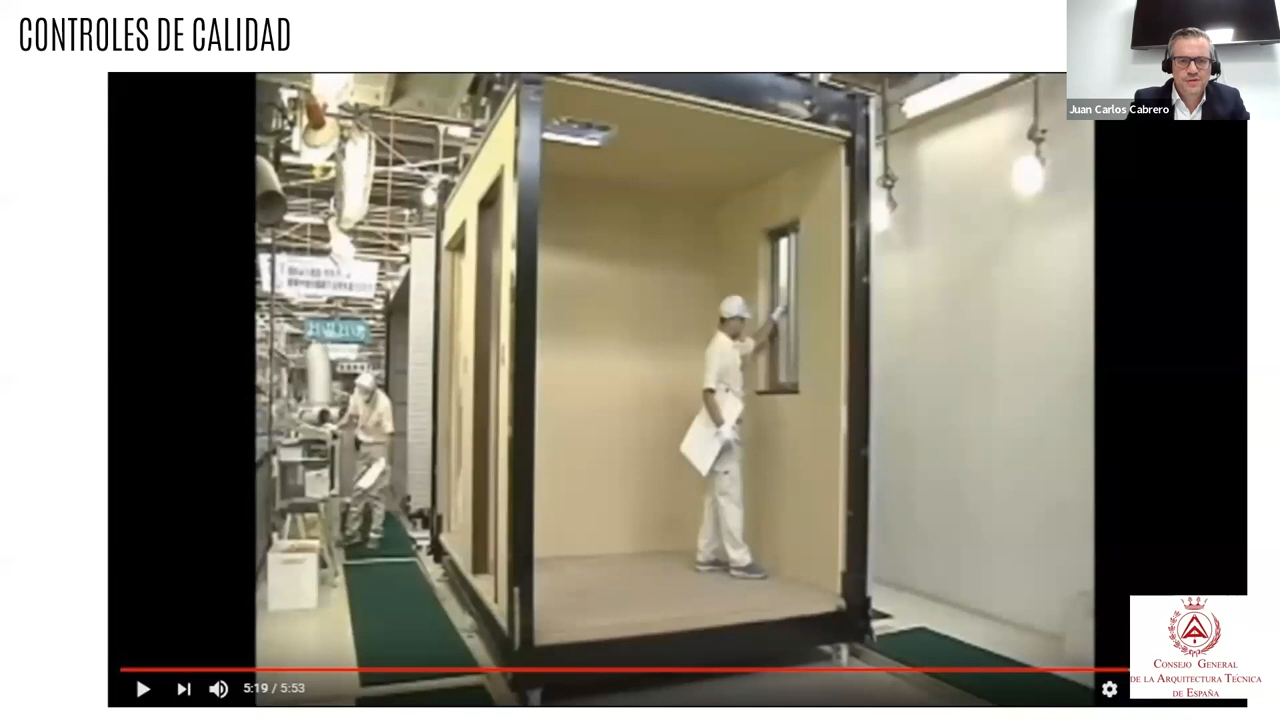 CONTROLES DE CALIDAD
Juan Carlos Cabrero
5:19 / 5:53
CONSEJO GENERAL
DE LA ARQUITECTURA TÉCNICA
DE ESPAÑA